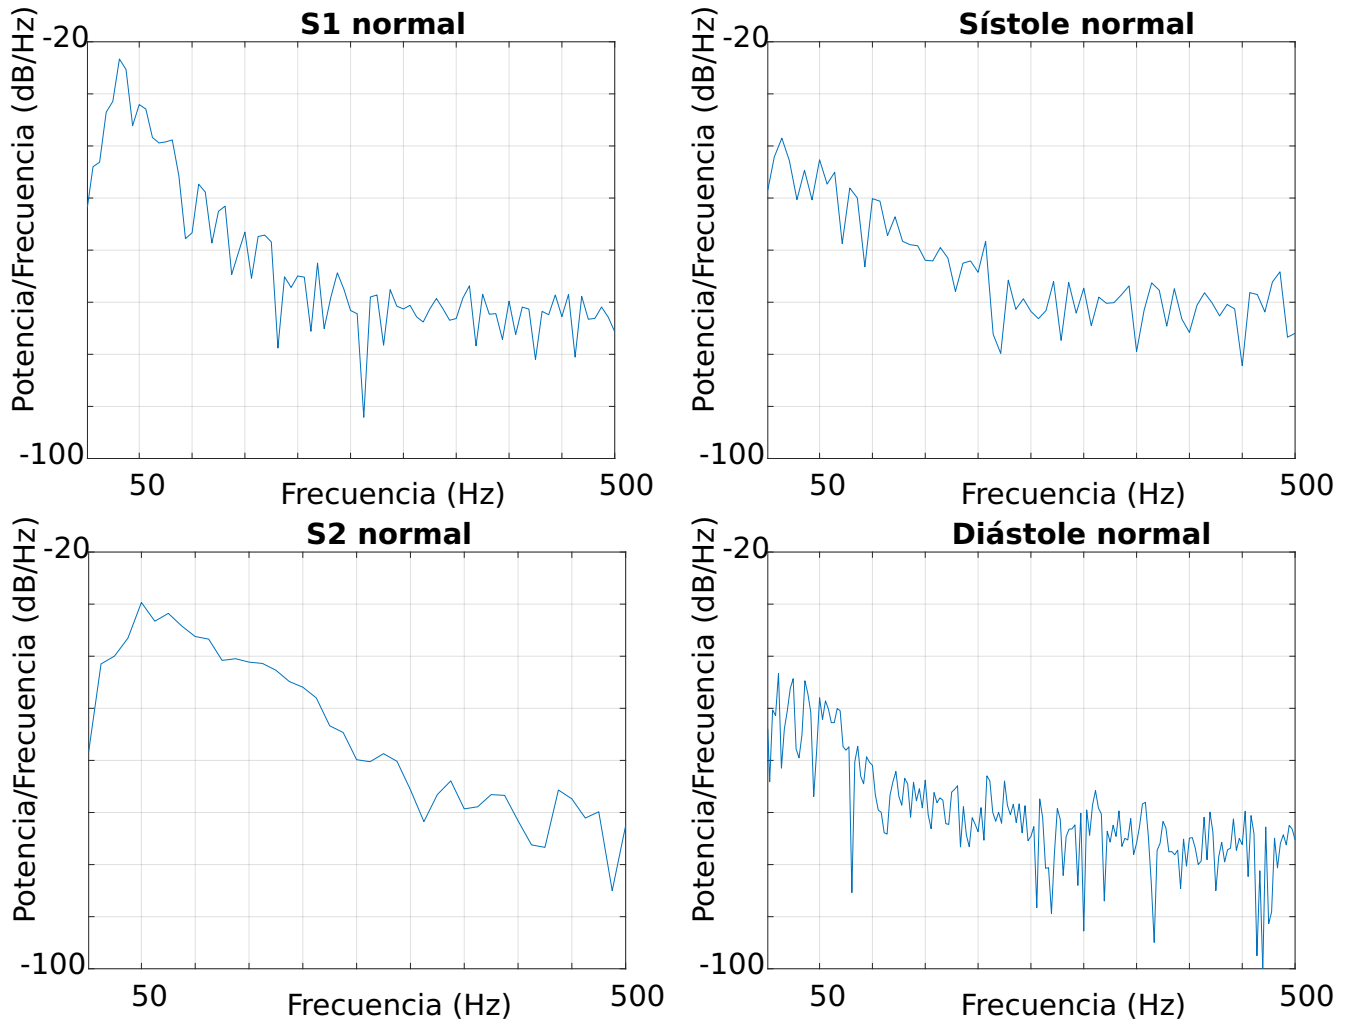 S1 normal
-20
Potencia/Frecuencia (dB/Hz)
-100
50
Frecuencia (Hz)
500
Sístole normal
-20
Potencia/Frecuencia (dB/Hz)
-100
50
Frecuencia (Hz)
500
S2 normal
-20
Potencia/Frecuencia (dB/Hz)
-100
50
Frecuencia (Hz)
500
Diástole normal
-20
Potencia/Frecuencia (dB/Hz)
-100
50
Frecuencia (Hz)
500